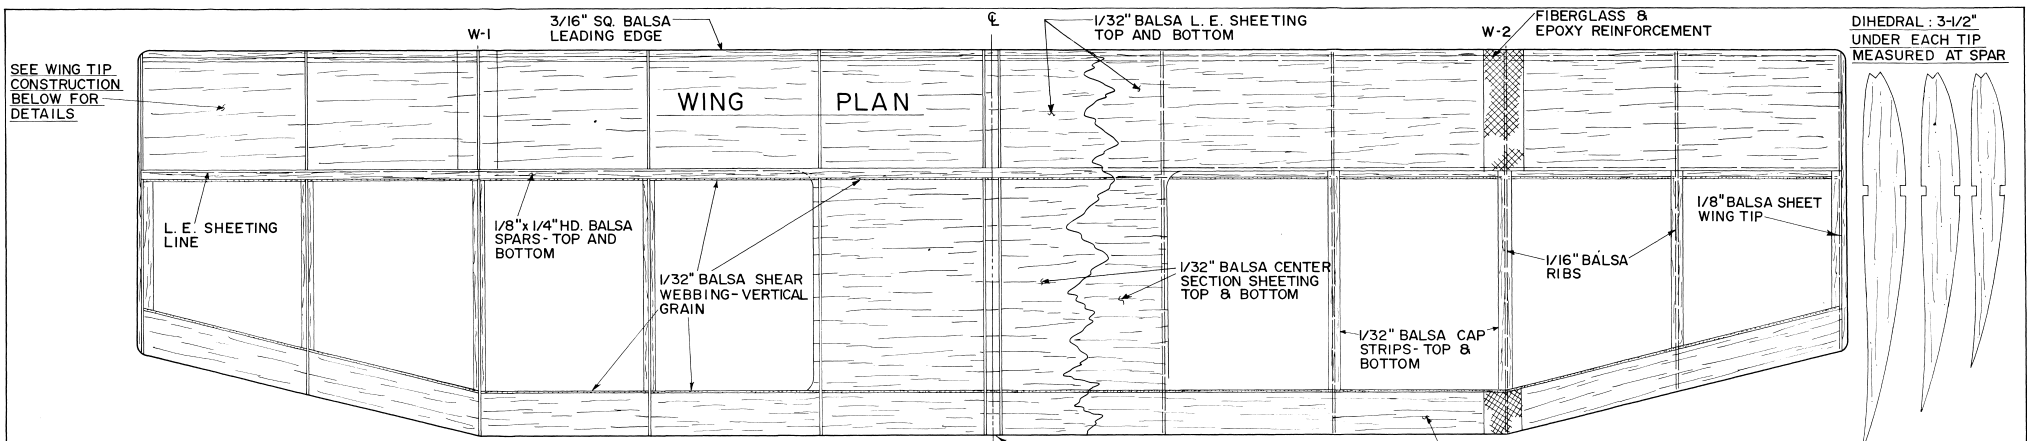 3/16" SQ. BALSA
LEADING EDGE
W-1
℄
1/32" BALSA L. E. SHEETING
TOP AND BOTTOM
W-2
FIBERGLASS &
EPOXY REINFORCEMENT
DIHEDRAL : 3-1/2"
UNDER EACH TIP
MEASURED AT SPAR
SEE WING TIP
CONSTRUCTION
BELOW FOR
DETAILS
WING PLAN
L. E. SHEETING
LINE
1/8" x 1/4" HD. BALSA
SPARS - TOP AND
BOTTOM
1/32" BALSA SHEAR
WEBBING - VERTICAL
GRAIN
1/32" BALSA CENTER
SECTION SHEETING
TOP & BOTTOM
1/32" BALSA CAP
STRIPS - TOP &
BOTTOM
1/16" BALSA
RIBS
1/8" BALSA SHEET
WING TIP